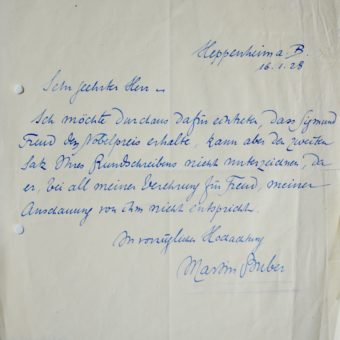 Heppenheim a. B.
16.1.28
Sehr geehrter Herr —
Ich möchte durchaus dafür eintreten, dass Sigmund
Freud den Nobelpreis erhalte, kann aber den zweiten
Satz Ihres Rundschreibens nicht unterzeichnen, da
er, bei all meiner Verehrung für Freud, meiner
Anschauung von ihm nicht entspricht.
In vorzüglicher Hochachtung
Martin Buber